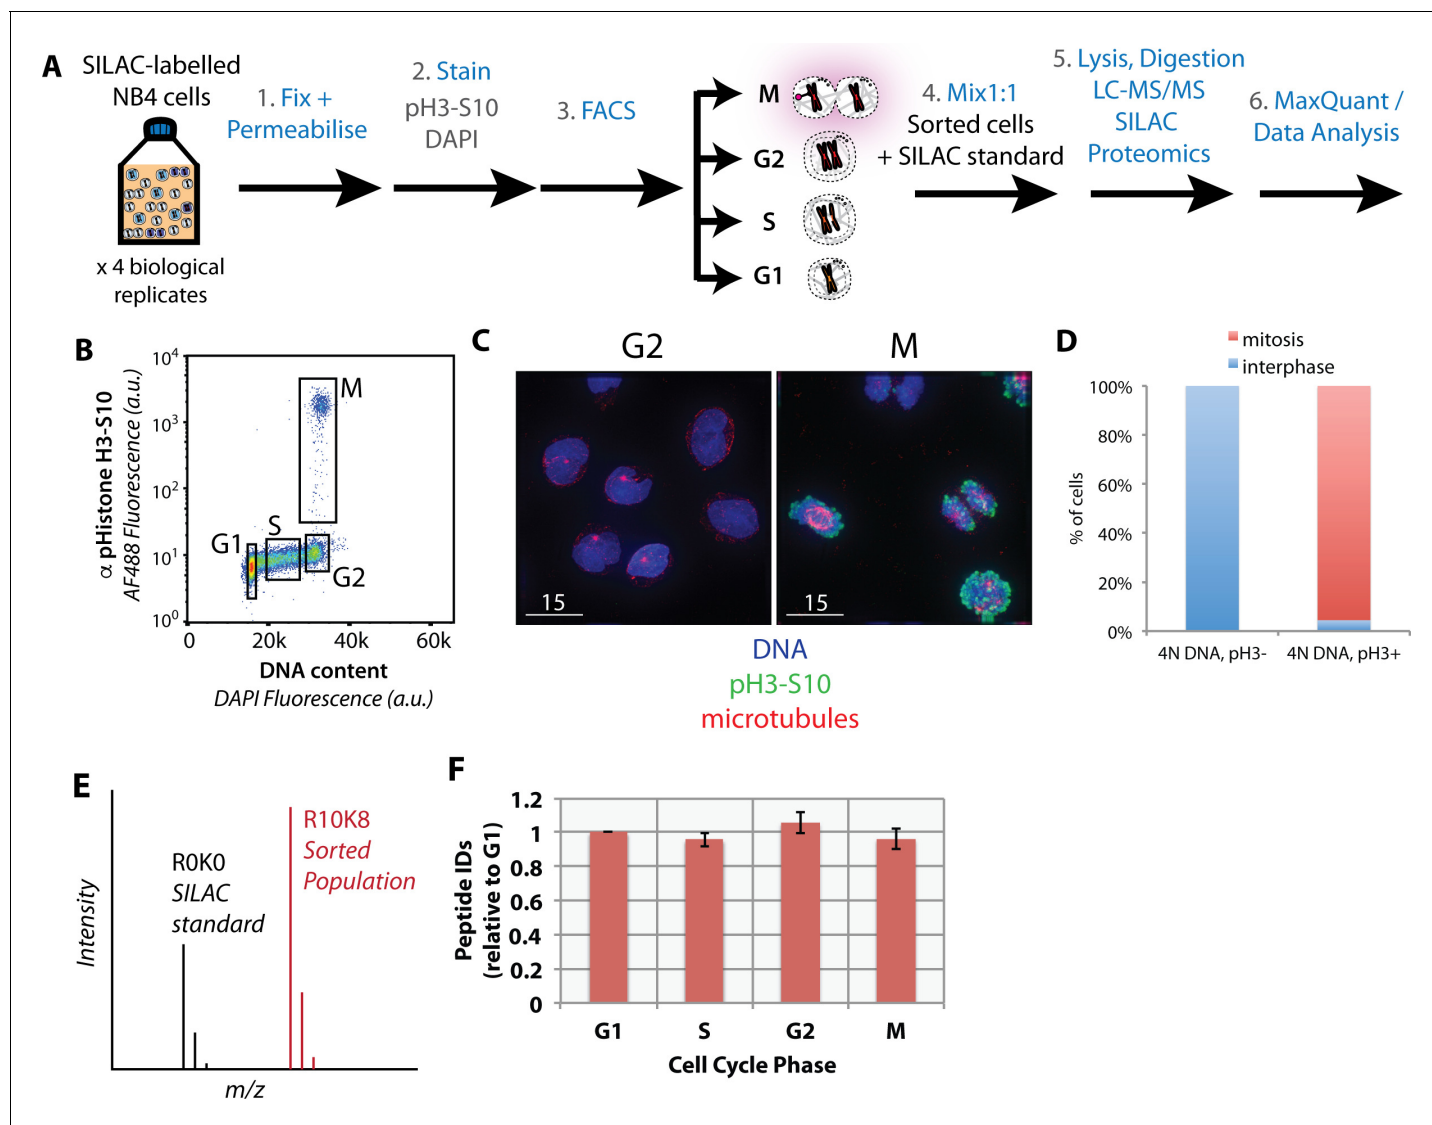 A
SILAC-labelled
NB4 cells
x 4 biological
replicates
1. Fix +
Permeabilise
2. Stain
pH3-S10
DAPI
3. FACS
M
G2
S
G1
4. Mix1:1
Sorted cells
+ SILAC standard
5. Lysis, Digestion
LC-MS/MS
SILAC
Proteomics
6. MaxQuant /
Data Analysis
B
α pHistone H3-S10
AF488 Fluorescence (a.u.)
10^4
10^3
10^2
10^1
10^0
M
G1
S
G2
0
20k
40k
60k
DNA content
DAPI Fluorescence (a.u.)
C
G2
M
15
15
DNA
pH3-S10
microtubules
D
mitosis
interphase
% of cells
100%
80%
60%
40%
20%
0%
4N DNA, pH3-
4N DNA, pH3+
E
Intensity
R0K0
SILAC
standard
R10K8
Sorted
Population
m/z
F
Peptide IDs
(relative to G1)
1.2
1
0.8
0.6
0.4
0.2
0
G1
S
G2
M
Cell Cycle Phase